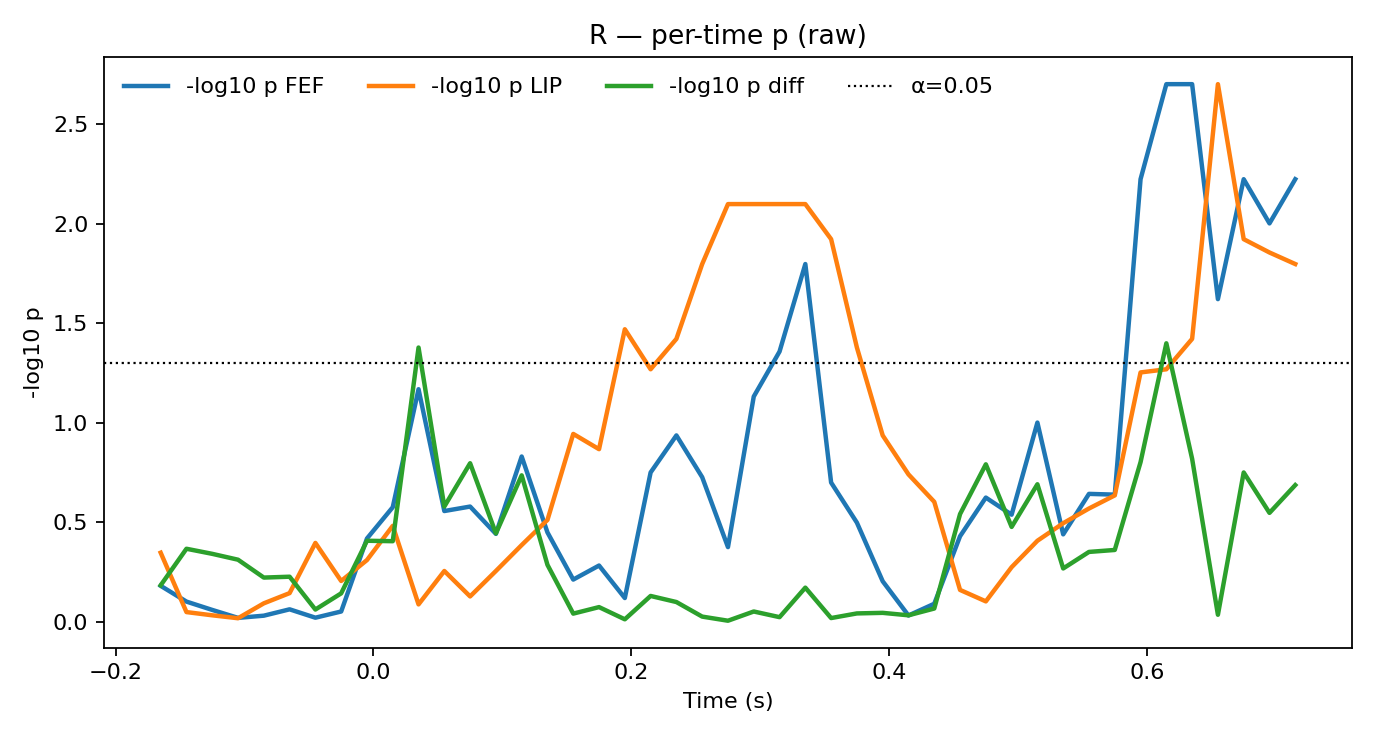 R — per-time p (raw)
-log10 p FEF -log10 p LIP -log10 p diff α=0.05
2.5
2.0
1.5
1.0
0.5
0.0
-log10 p
−0.2 0.0 0.2 0.4 0.6
Time (s)